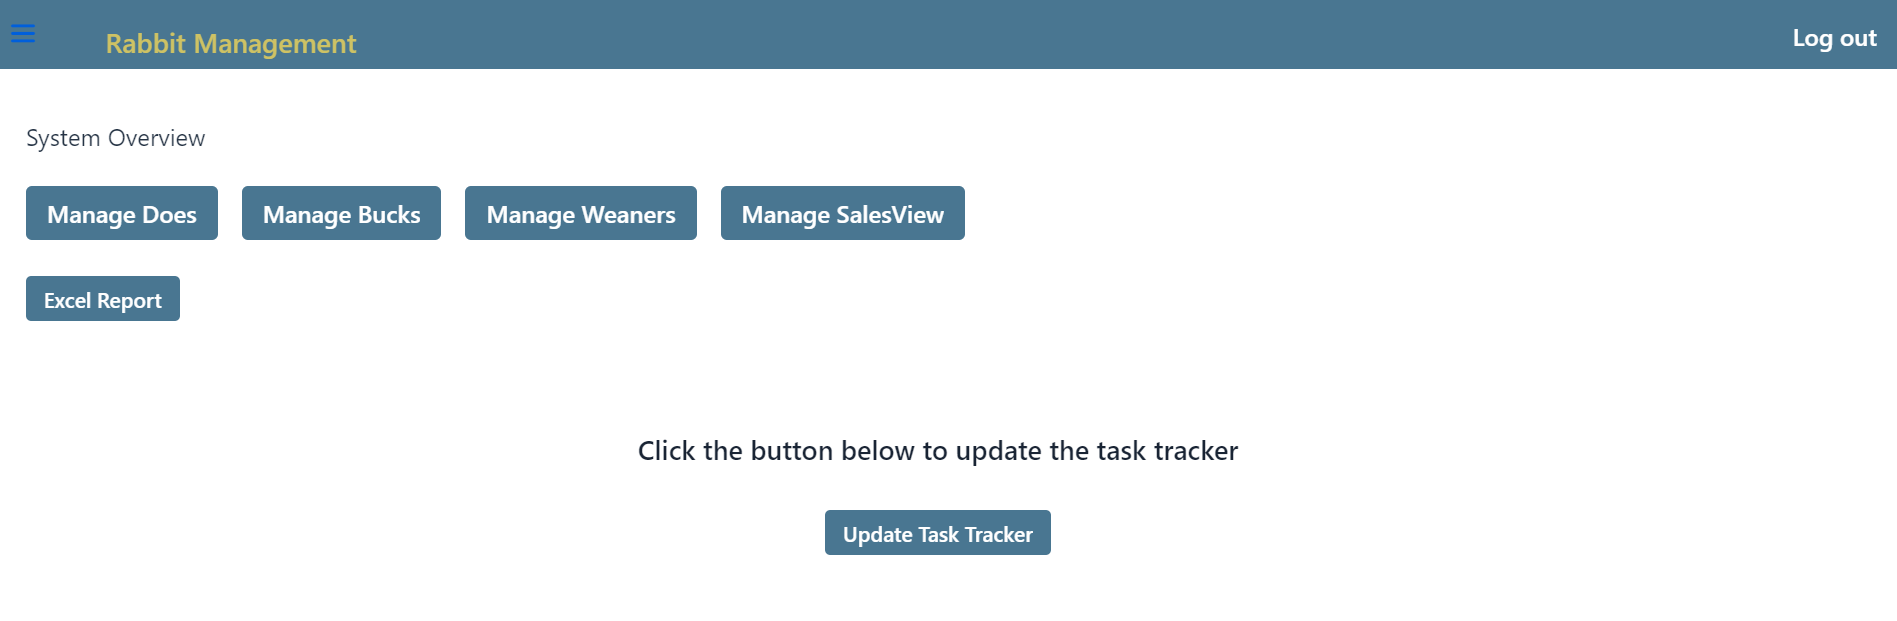 Rabbit Management
Log out
System Overview
Manage Does
Manage Bucks
Manage Weaners
Manage SalesView
Excel Report
Click the button below to update the task tracker
Update Task Tracker